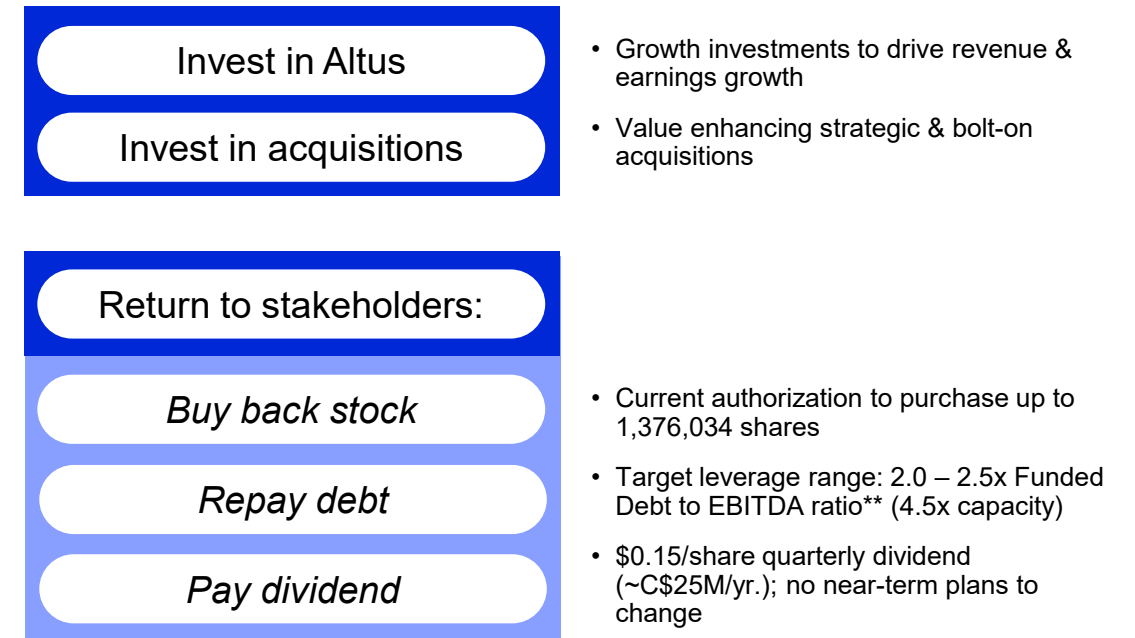 Invest in Altus
• Growth investments to drive revenue &
earnings growth
Invest in acquisitions
• Value enhancing strategic & bolt-on
acquisitions
Return to stakeholders:
Buy back stock
• Current authorization to purchase up to
1,376,034 shares
Repay debt
• Target leverage range: 2.0 – 2.5x Funded
Debt to EBITDA ratio** (4.5x capacity)
Pay dividend
• $0.15/share quarterly dividend
(~C$25M/yr.); no near-term plans to
change